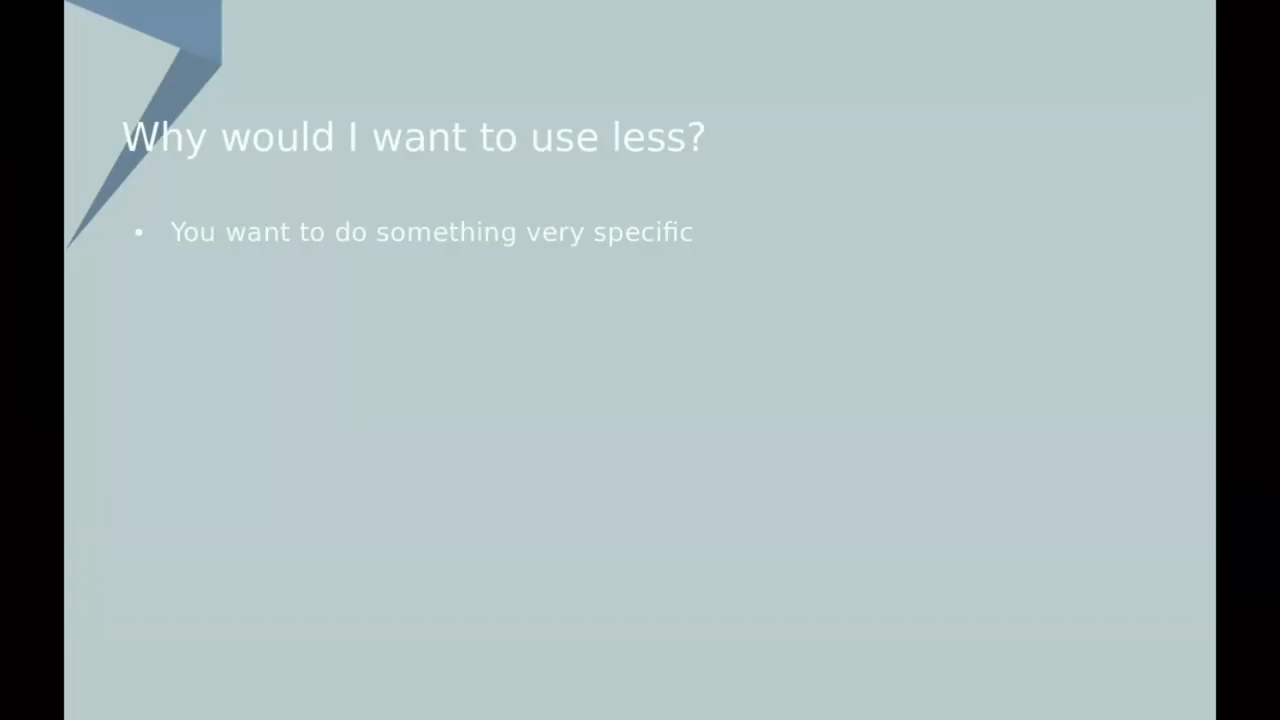 Why would I want to use less?
• You want to do something very specific